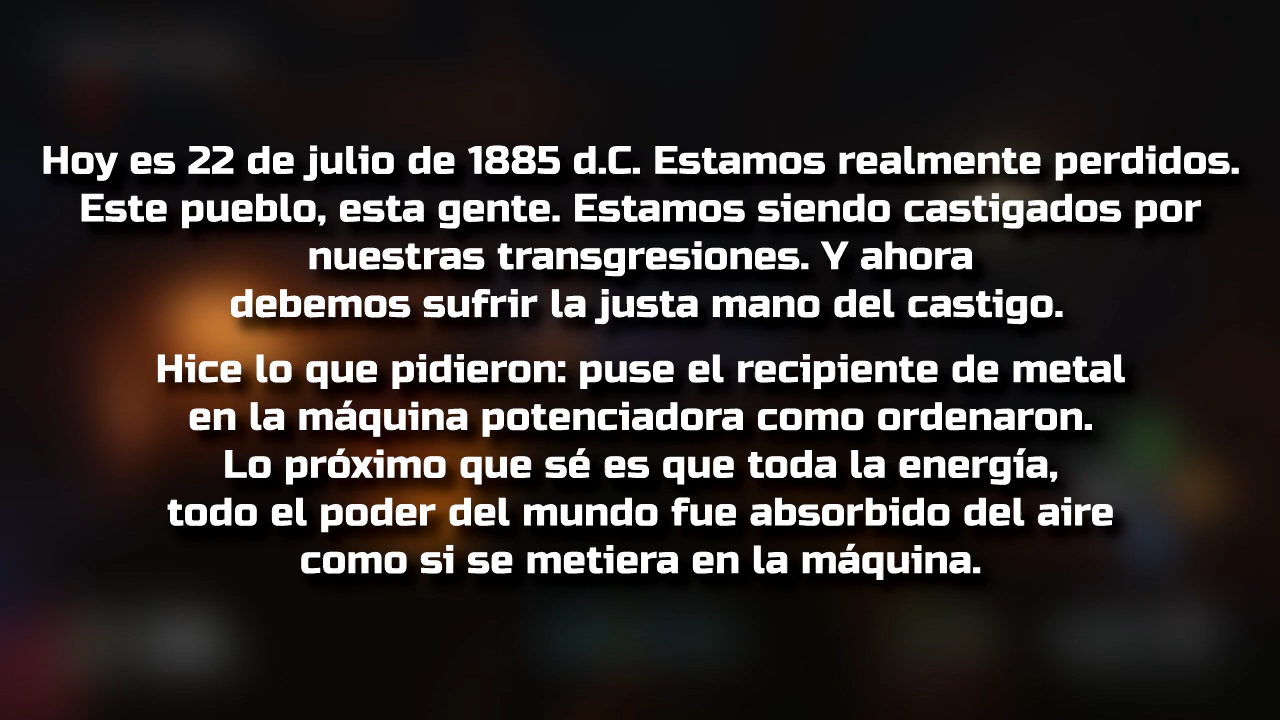 Hoy es 22 de julio de 1885 d.C. Estamos realmente perdidos.
Este pueblo, esta gente. Estamos siendo castigados por
nuestras transgresiones. Y ahora
debemos sufrir la justa mano del castigo.
Hice lo que pidieron: puse el recipiente de metal
en la máquina potenciadora como ordenaron.
Lo próximo que sé es que toda la energía,
todo el poder del mundo fue absorbido del aire
como si se metiera en la máquina.